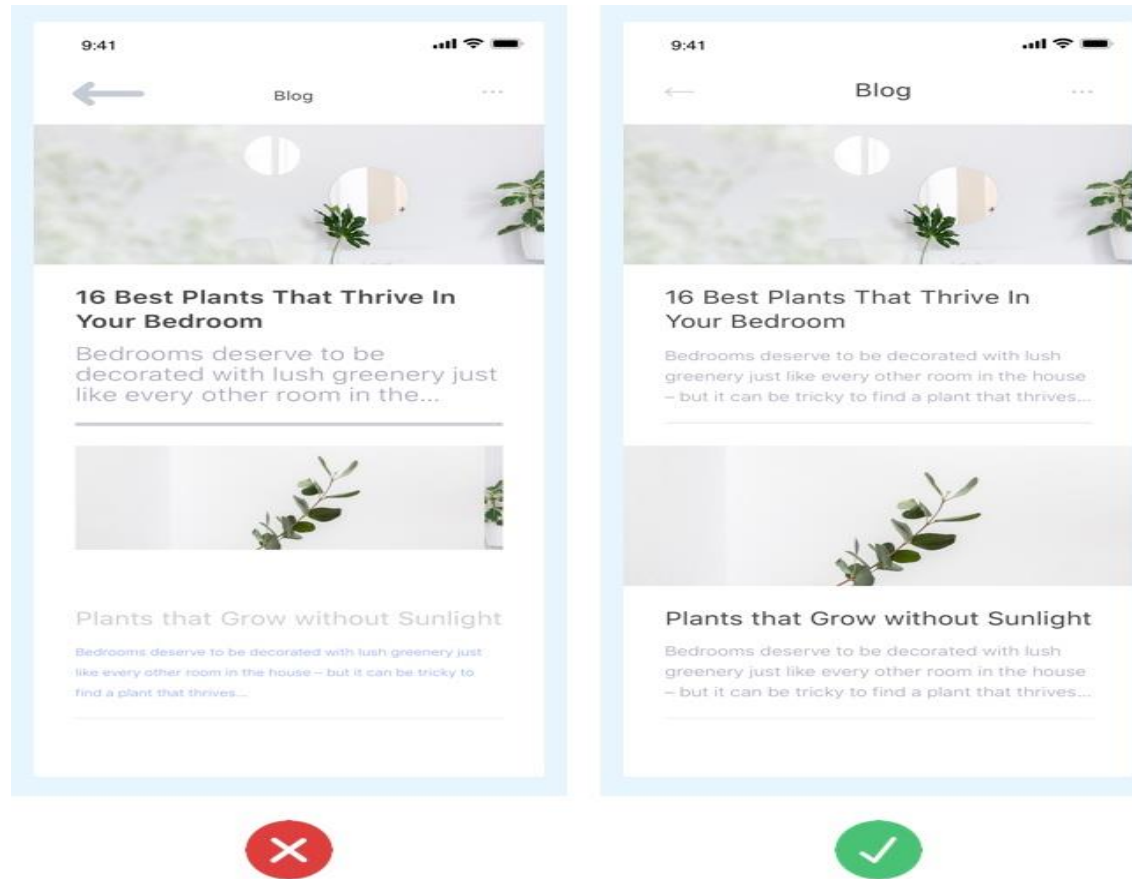 9:41
Blog
16 Best Plants That Thrive In
Your Bedroom
Bedrooms deserve to be
decorated with lush greenery just
like every other room in the...
Plants that Grow without Sunlight
Bedrooms deserve to be decorated with lush greenery just
like every other room in the house – but it can be tricky to
find a plant that thrives...
9:41
Blog
16 Best Plants That Thrive In
Your Bedroom
Bedrooms deserve to be decorated with lush
greenery just like every other room in the house
– but it can be tricky to find a plant that thrives...
Plants that Grow without Sunlight
Bedrooms deserve to be decorated with lush
greenery just like every other room in the house
– but it can be tricky to find a plant that thrives...